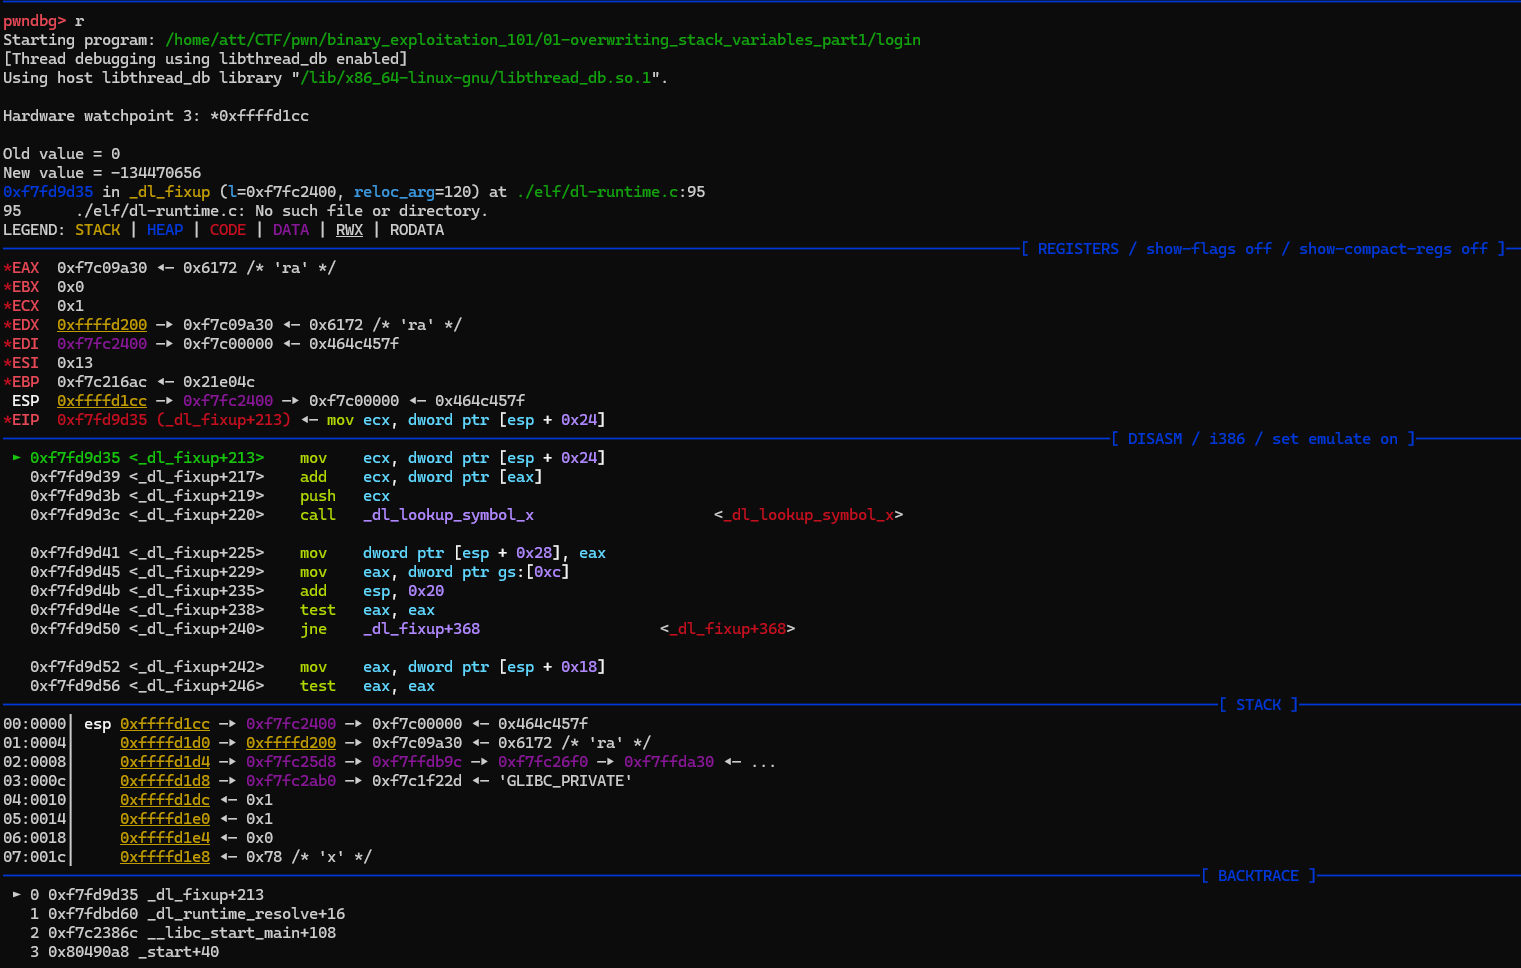 pwndbg> r
Starting program: /home/att/CTF/pwn/binary_exploitation_101/01-overwriting_stack_variables_part1/login
[Thread debugging using libthread_db enabled]
Using host libthread_db library "/lib/x86_64-linux-gnu/libthread_db.so.1".
Hardware watchpoint 3: *0xffffd1cc
Old value = 0
New value = -134470656
0xf7fd9d35 in _dl_fixup (l=0xf7fc2400, reloc_arg=120) at ./elf/dl-runtime.c:95
95      ./elf/dl-runtime.c: No such file or directory.
LEGEND: STACK | HEAP | CODE | DATA | RWX | RODATA
[ REGISTERS / show-flags off / show-compact-regs off ]
*EAX  0xf7c09a30 ◂— 0x6172 /* 'ra' */
*EBX  0x0
*ECX  0x1
*EDX  0xffffd200 —▸ 0xf7c09a30 ◂— 0x6172 /* 'ra' */
*EDI  0xf7fc2400 —▸ 0xf7c00000 ◂— 0x464c457f
*ESI  0x13
*EBP  0xf7c216ac ◂— 0x21e04c
 ESP  0xffffd1cc —▸ 0xf7fc2400 —▸ 0xf7c00000 ◂— 0x464c457f
*EIP  0xf7fd9d35 (_dl_fixup+213) ◂— mov ecx, dword ptr [esp + 0x24]
[ DISASM / i386 / set emulate on ]
 ► 0xf7fd9d35 <_dl_fixup+213>    mov    ecx, dword ptr [esp + 0x24]
   0xf7fd9d39 <_dl_fixup+217>    add    ecx, dword ptr [eax]
   0xf7fd9d3b <_dl_fixup+219>    push   ecx
   0xf7fd9d3c <_dl_fixup+220>    call   _dl_lookup_symbol_x                    <_dl_lookup_symbol_x>
   0xf7fd9d41 <_dl_fixup+225>    mov    dword ptr [esp + 0x28], eax
   0xf7fd9d45 <_dl_fixup+229>    mov    eax, dword ptr gs:[0xc]
   0xf7fd9d4b <_dl_fixup+235>    add    esp, 0x20
   0xf7fd9d4e <_dl_fixup+238>    test   eax, eax
   0xf7fd9d50 <_dl_fixup+240>    jne    _dl_fixup+368                    <_dl_fixup+368>
   0xf7fd9d52 <_dl_fixup+242>    mov    eax, dword ptr [esp + 0x18]
   0xf7fd9d56 <_dl_fixup+246>    test   eax, eax
[ STACK ]
00:0000│ esp 0xffffd1cc —▸ 0xf7fc2400 —▸ 0xf7c00000 ◂— 0x464c457f
01:0004│     0xffffd1d0 —▸ 0xffffd200 —▸ 0xf7c09a30 ◂— 0x6172 /* 'ra' */
02:0008│     0xffffd1d4 —▸ 0xf7fc25d8 —▸ 0xf7ffdb9c —▸ 0xf7fc26f0 —▸ 0xf7ffda30 ◂— ...
03:000c│     0xffffd1d8 —▸ 0xf7fc2ab0 —▸ 0xf7c1f22d ◂— 'GLIBC_PRIVATE'
04:0010│     0xffffd1dc ◂— 0x1
05:0014│     0xffffd1e0 ◂— 0x1
06:0018│     0xffffd1e4 ◂— 0x0
07:001c│     0xffffd1e8 ◂— 0x78 /* 'x' */
[ BACKTRACE ]
 ► 0 0xf7fd9d35 _dl_fixup+213
   1 0xf7fdbd60 _dl_runtime_resolve+16
   2 0xf7c2386c __libc_start_main+108
   3 0x80490a8 _start+40